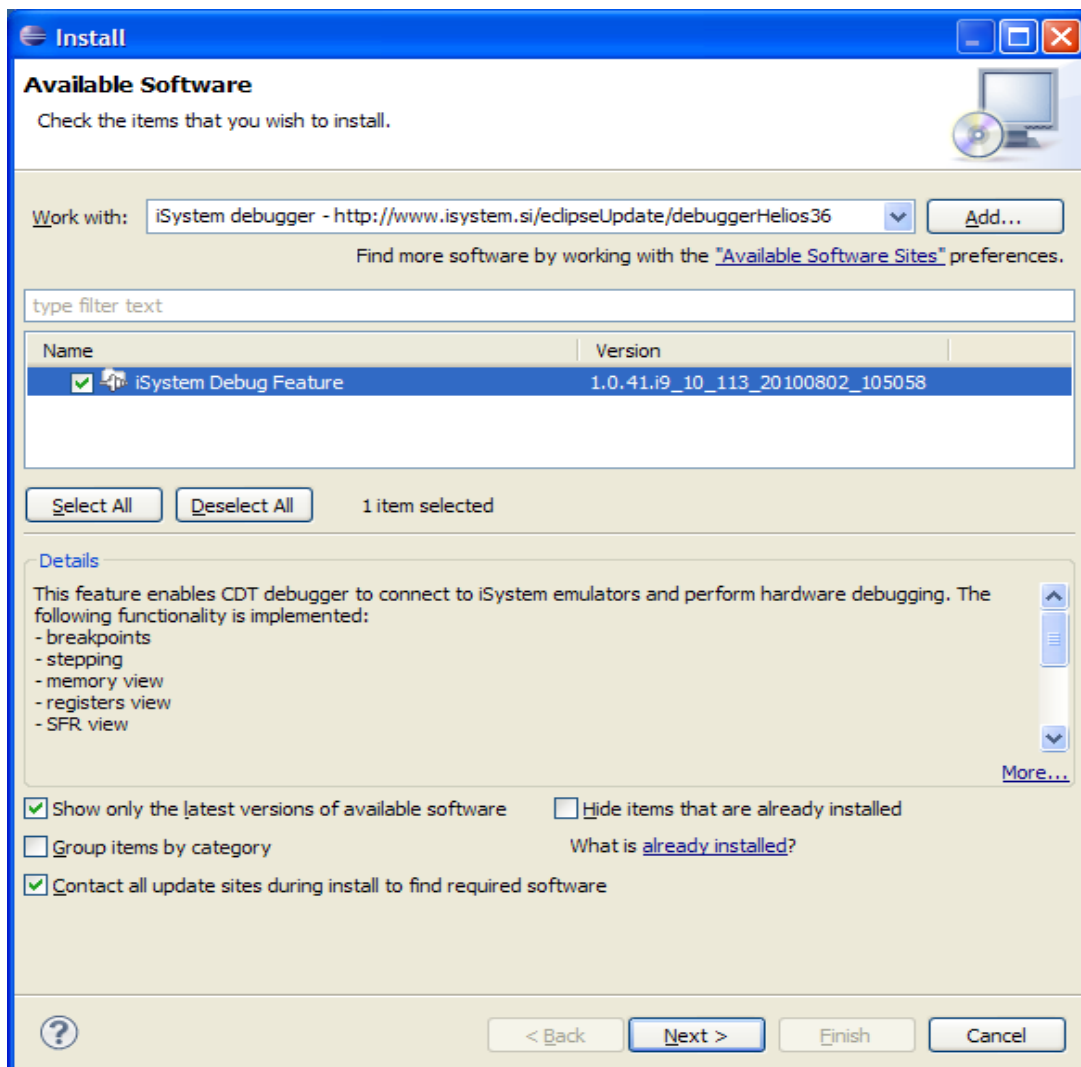 Install
Available Software
Check the items that you wish to install.
Work with: iSystem debugger - http://www.isystem.si/eclipseUpdate/debuggerHelios36 Add...
Find more software by working with the "Available Software Sites" preferences.
type filter text
Name Version
iSystem Debug Feature 1.0.41.i9_10_113_20100802_105058
Select All Deselect All 1 item selected
Details
This feature enables CDT debugger to connect to iSystem emulators and perform hardware debugging. The
following functionality is implemented:
- breakpoints
- stepping
- memory view
- registers view
- SFR view
More...
Show only the latest versions of available software Hide items that are already installed
Group items by category What is already installed?
Contact all update sites during install to find required software
? < Back Next > Finish Cancel